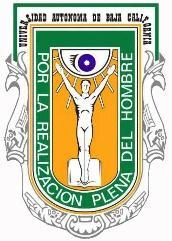 UNIVERSIDAD AUTONOMA DE BAJA CALIFORNIA
POR LA REALIZACION PLENA DEL HOMBRE